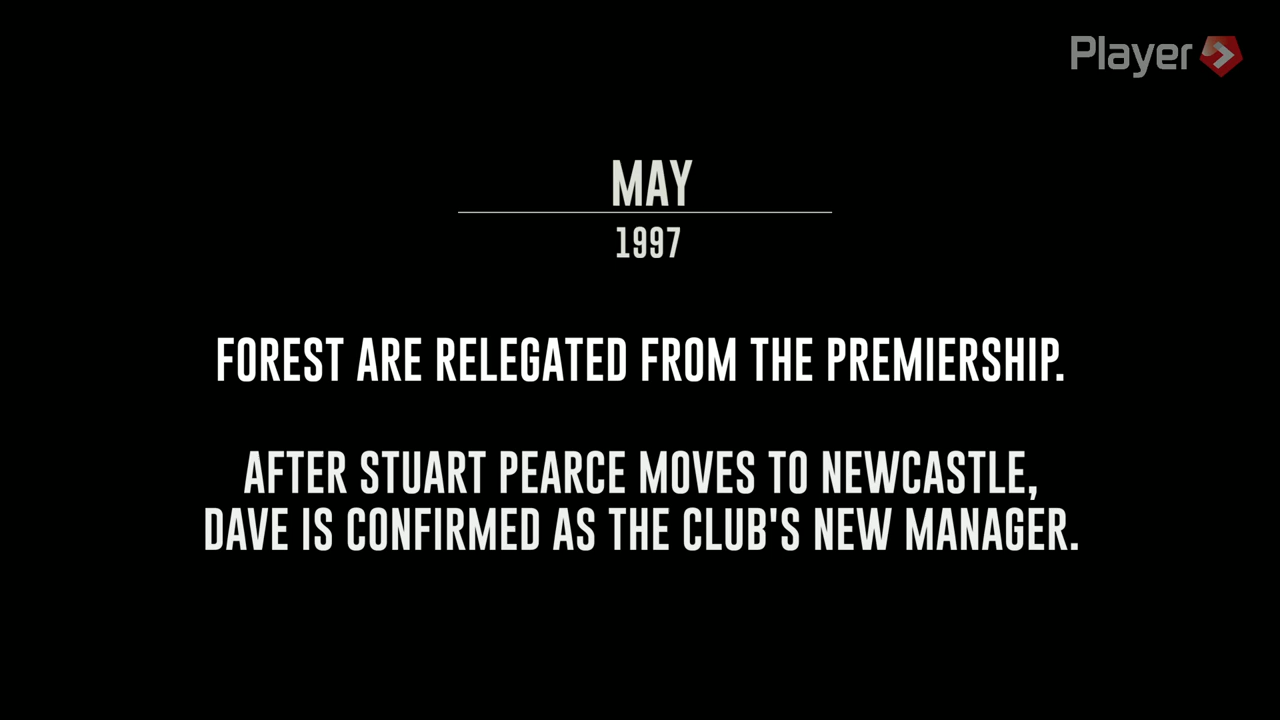 Player
MAY
1997
FOREST ARE RELEGATED FROM THE PREMIERSHIP.
AFTER STUART PEARCE MOVES TO NEWCASTLE,
DAVE IS CONFIRMED AS THE CLUB'S NEW MANAGER.